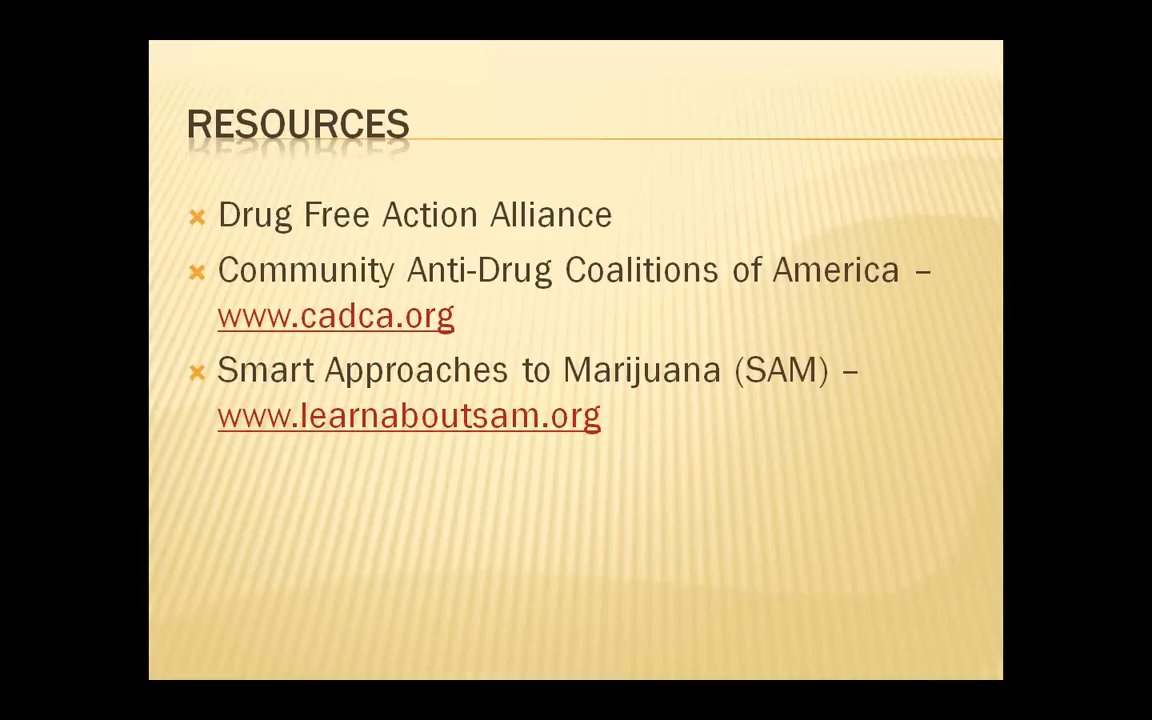 RESOURCES
Drug Free Action Alliance
Community Anti-Drug Coalitions of America –
www.cadca.org
Smart Approaches to Marijuana (SAM) –
www.learnaboutsam.org